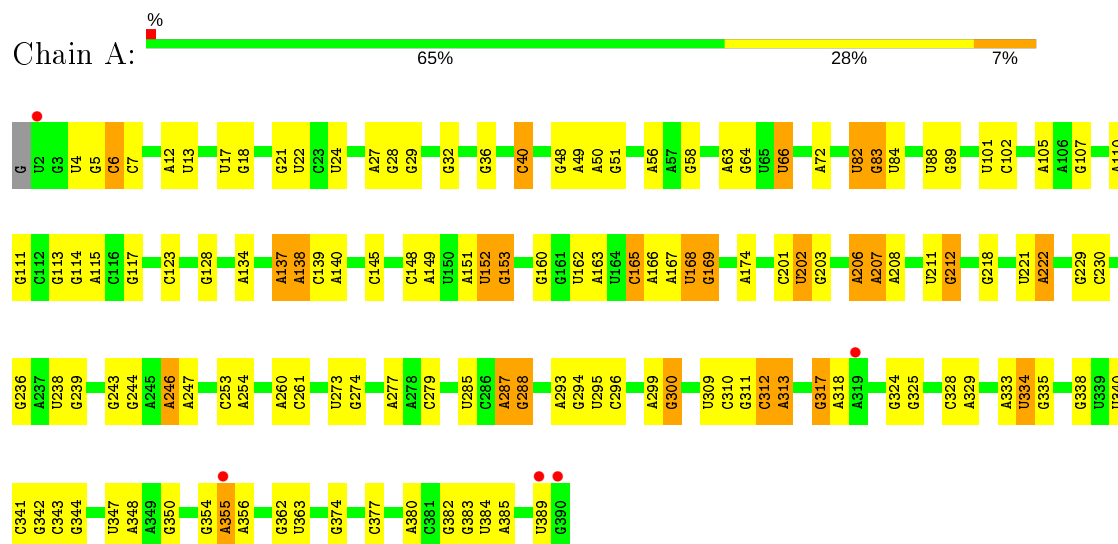 %
Chain A:
65% 28% 7%
G U2 G3 U4 G5 C6 C7 A12 U13 U17 G18 G21 U22 C23 U24 A27 G28 G29 G32 G36 C40 G48 A49 A50 G51 A56 A57 G58 A63 G64 U65 U66 A72 U82 G83 U84 U88 G89 U101 C102 A105 A106 G107 A110
G111 C112 G113 G114 A115 C116 G117 C123 G128 A134 A137 A138 C139 A140 C145 C148 A149 U150 A151 U152 G153 G160 G161 U162 A163 U164 C165 A166 A167 U168 G169 A174 C201 U202 G203 A206 A207 A208 U211 G212 G218 U221 A222 G229 C230
G236 A237 U238 G239 G243 G244 A245 A246 A247 C253 A254 A260 C261 U273 G274 A277 A278 C279 U285 C286 A287 G288 A293 G294 U295 C296 A299 G300 U309 C310 G311 C312 A313 G317 A318 A319 G324 G325 C328 A329 A333 U334 G335 G338 U339 U340
C341 G342 C343 G344 U347 A348 A349 G350 G354 A355 A356 G362 U363 G374 C377 A380 C381 G382 G383 U384 A385 U389 G390